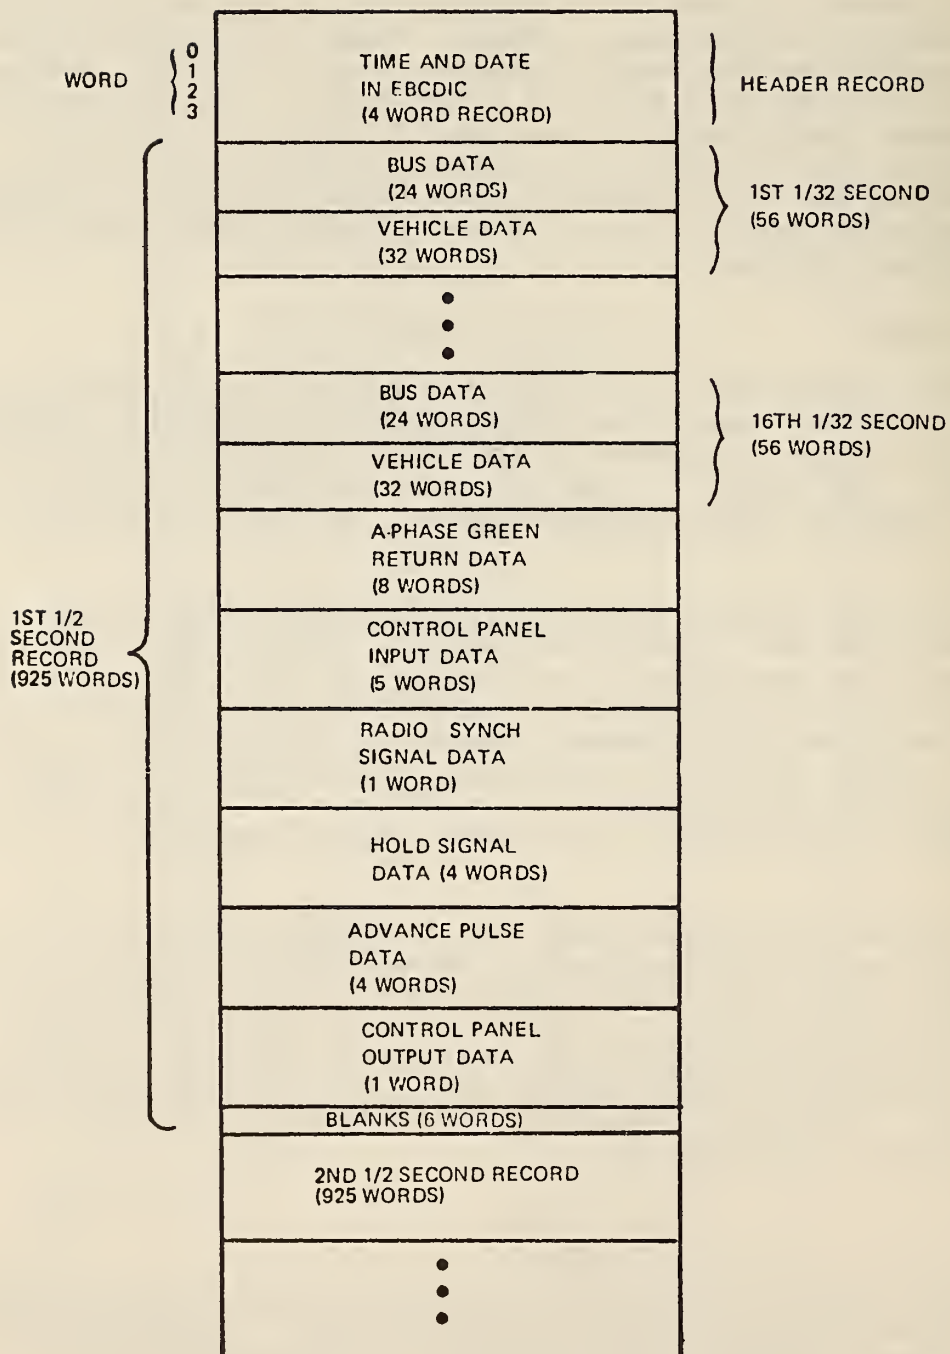 WORD
0
1
2
3
TIME AND DATE
IN EBCDIC
(4 WORD RECORD)
HEADER RECORD
BUS DATA
(24 WORDS)
VEHICLE DATA
(32 WORDS)
1ST 1/32 SECOND
(56 WORDS)
BUS DATA
(24 WORDS)
VEHICLE DATA
(32 WORDS)
16TH 1/32 SECOND
(56 WORDS)
A-PHASE GREEN
RETURN DATA
(8 WORDS)
1ST 1/2
SECOND
RECORD
(925 WORDS)
CONTROL PANEL
INPUT DATA
(5 WORDS)
RADIO SYNCH
SIGNAL DATA
(1 WORD)
HOLD SIGNAL
DATA (4 WORDS)
ADVANCE PULSE
DATA
(4 WORDS)
CONTROL PANEL
OUTPUT DATA
(1 WORD)
BLANKS (6 WORDS)
2ND 1/2 SECOND RECORD
(925 WORDS)